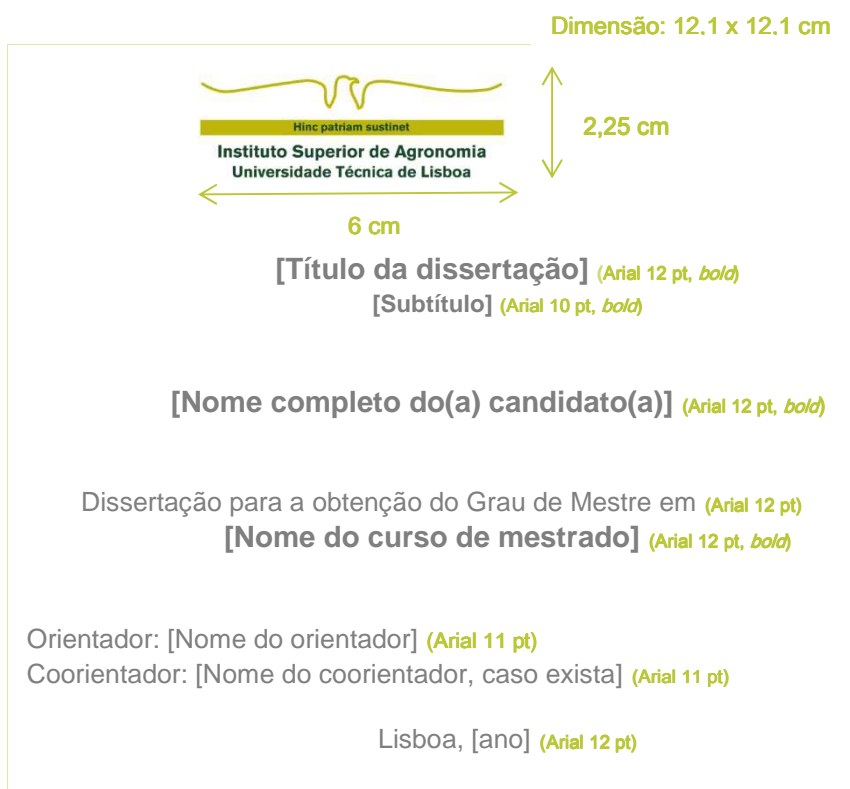 Dimensão: 12,1 x 12,1 cm
Hinc patriam sustinet
Instituto Superior de Agronomia
Universidade Técnica de Lisboa
2,25 cm
6 cm
[Título da dissertação] (Arial 12 pt, bold)
[Subtítulo] (Arial 10 pt, bold)
[Nome completo do(a) candidato(a)] (Arial 12 pt, bold)
Dissertação para a obtenção do Grau de Mestre em (Arial 12 pt)
[Nome do curso de mestrado] (Arial 12 pt, bold)
Orientador: [Nome do orientador] (Arial 11 pt)
Coorientador: [Nome do coorientador, caso exista] (Arial 11 pt)
Lisboa, [ano] (Arial 12 pt)